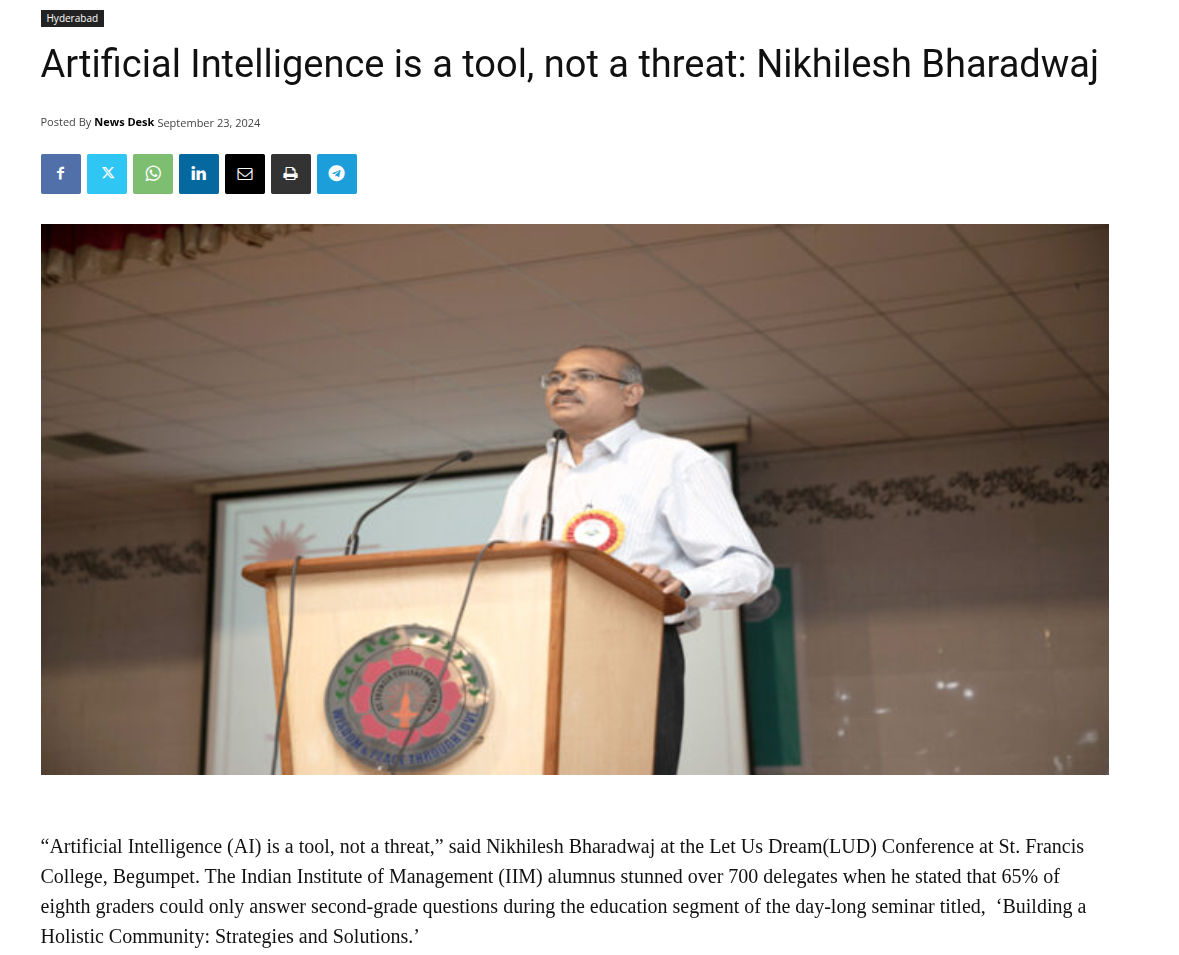 Hyderabad
Artificial Intelligence is a tool, not a threat: Nikhilesh Bharadwaj
Posted By News Desk September 23, 2024
“Artificial Intelligence (AI) is a tool, not a threat,” said Nikhilesh Bharadwaj at the Let Us Dream(LUD) Conference at St. Francis
College, Begumpet. The Indian Institute of Management (IIM) alumnus stunned over 700 delegates when he stated that 65% of
eighth graders could only answer second-grade questions during the education segment of the day-long seminar titled,  ‘Building a
Holistic Community: Strategies and Solutions.’
WISDOM & PEACE THROUGH LOVE